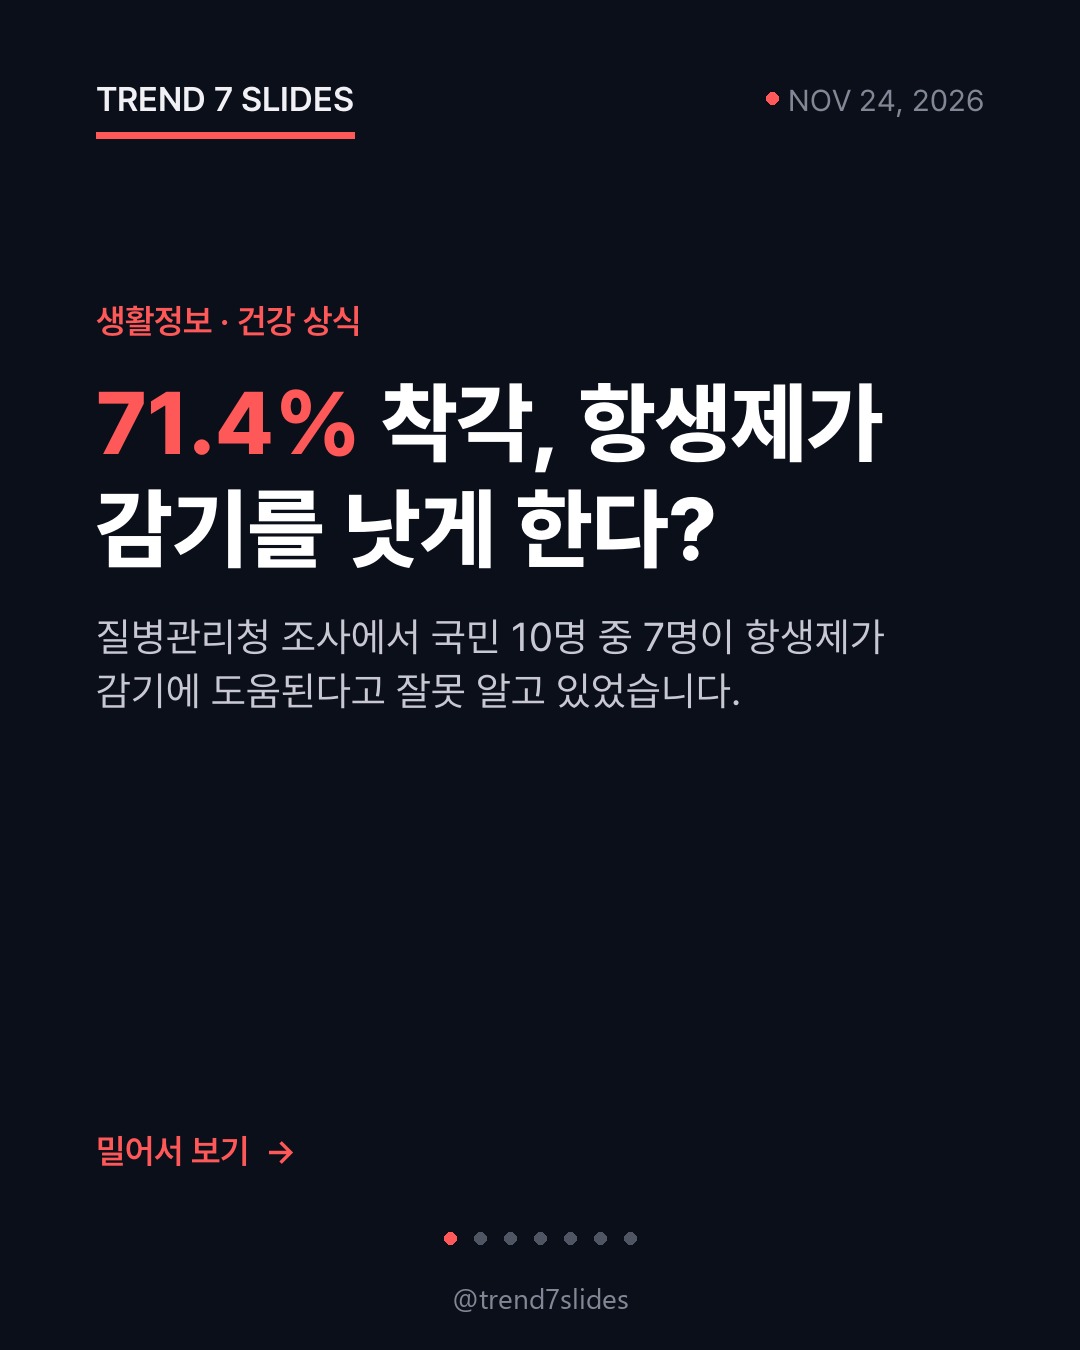 TREND 7 SLIDES
NOV 24, 2026
생활정보 · 건강 상식
71.4% 착각, 항생제가
감기를 낫게 한다?
질병관리청 조사에서 국민 10명 중 7명이 항생제가
감기에 도움된다고 잘못 알고 있었습니다.
밀어서 보기 →
@trend7slides